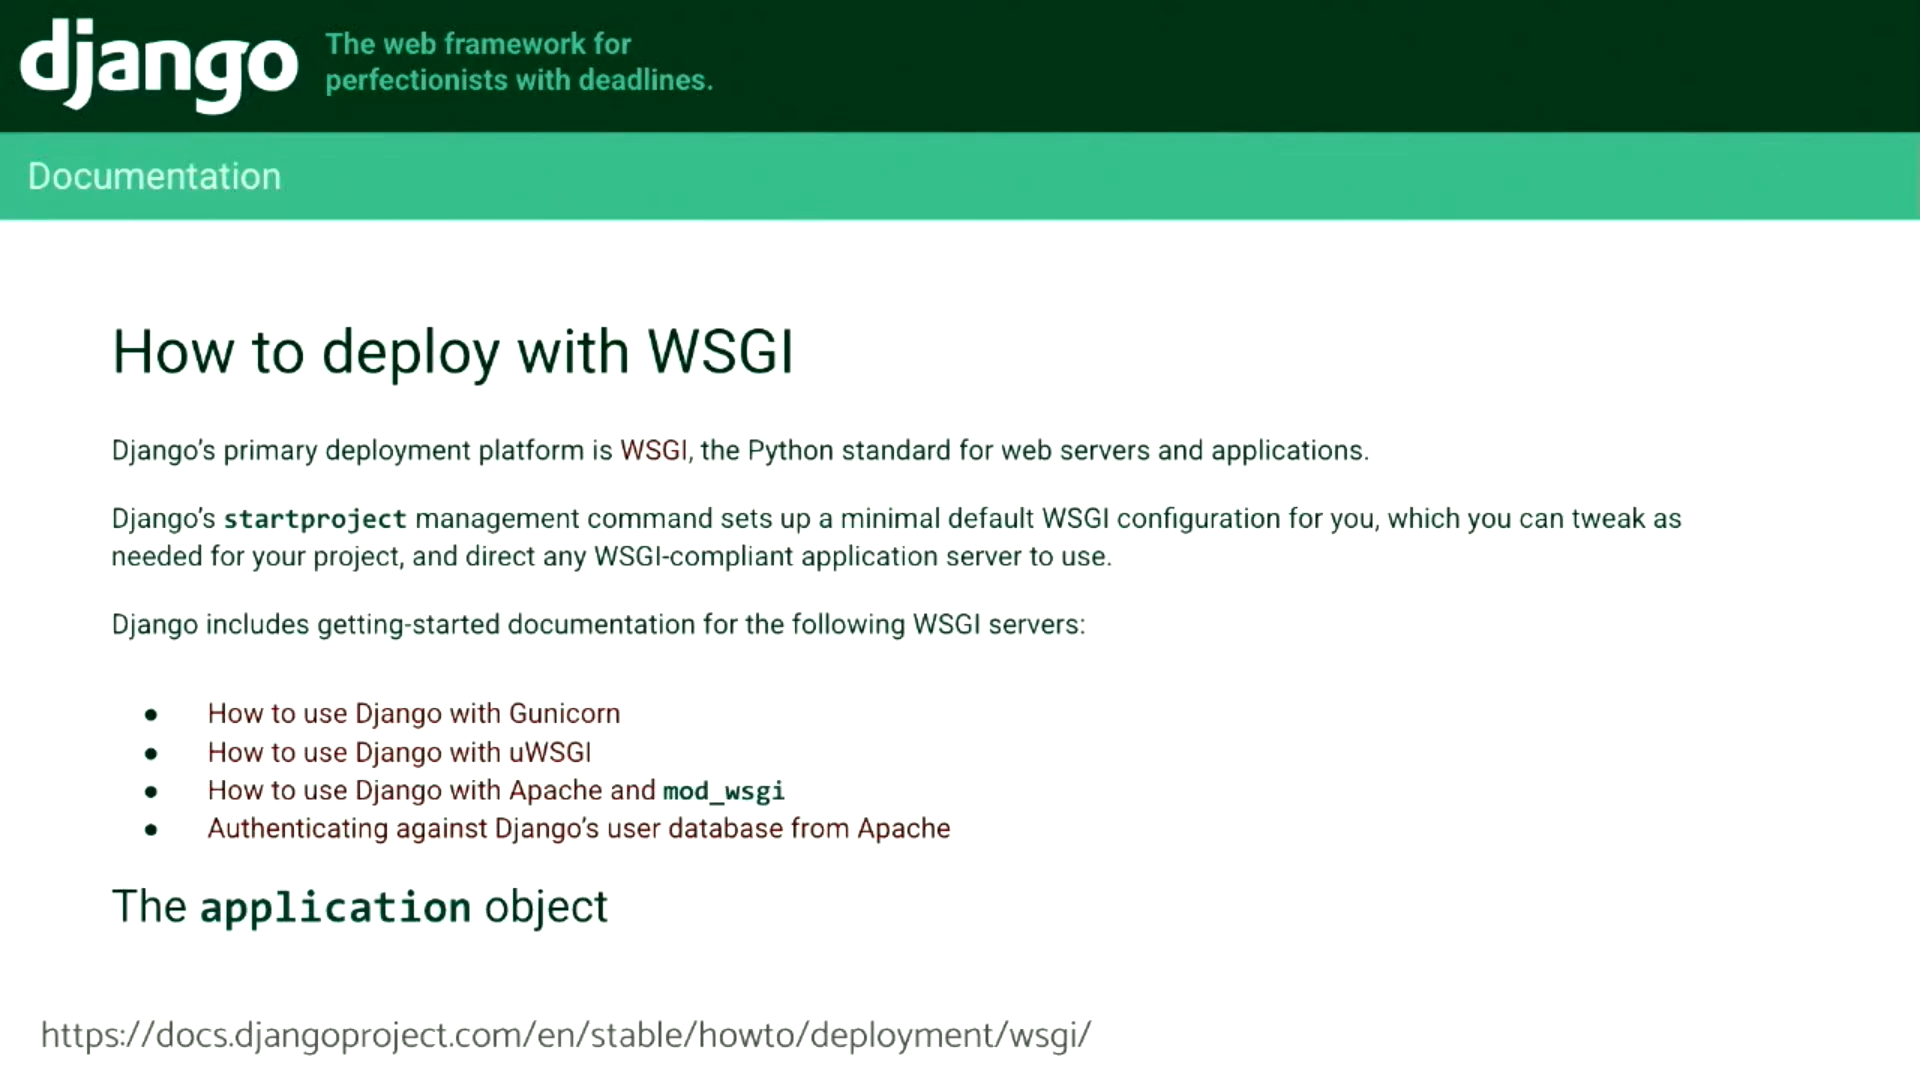 django
The web framework for
perfectionists with deadlines.
Documentation
How to deploy with WSGI
Django’s primary deployment platform is WSGI, the Python standard for web servers and applications.
Django’s startproject management command sets up a minimal default WSGI configuration for you, which you can tweak as
needed for your project, and direct any WSGI-compliant application server to use.
Django includes getting-started documentation for the following WSGI servers:
● How to use Django with Gunicorn
● How to use Django with uWSGI
● How to use Django with Apache and mod_wsgi
● Authenticating against Django’s user database from Apache
The application object
https://docs.djangoproject.com/en/stable/howto/deployment/wsgi/